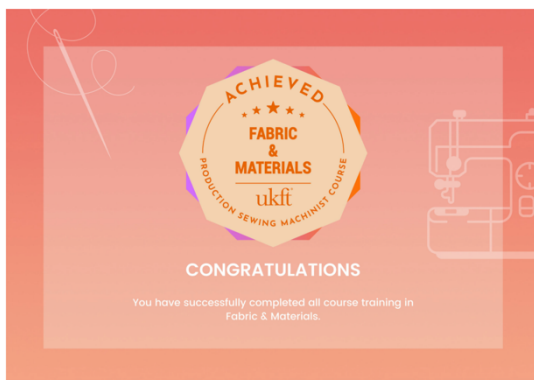 ACHIEVED
FABRIC
&
MATERIALS
ukft
PRODUCTION SEWING MACHINIST COURSE
CONGRATULATIONS
You have successfully completed all course training in
Fabric & Materials.